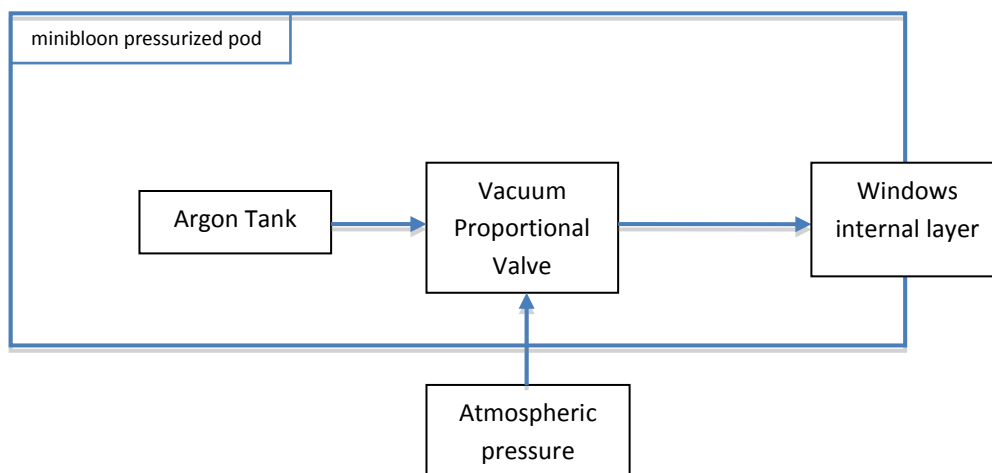 minibloon pressurized pod
Argon Tank
Vacuum
Proportional
Valve
Windows
internal layer
Atmospheric
pressure